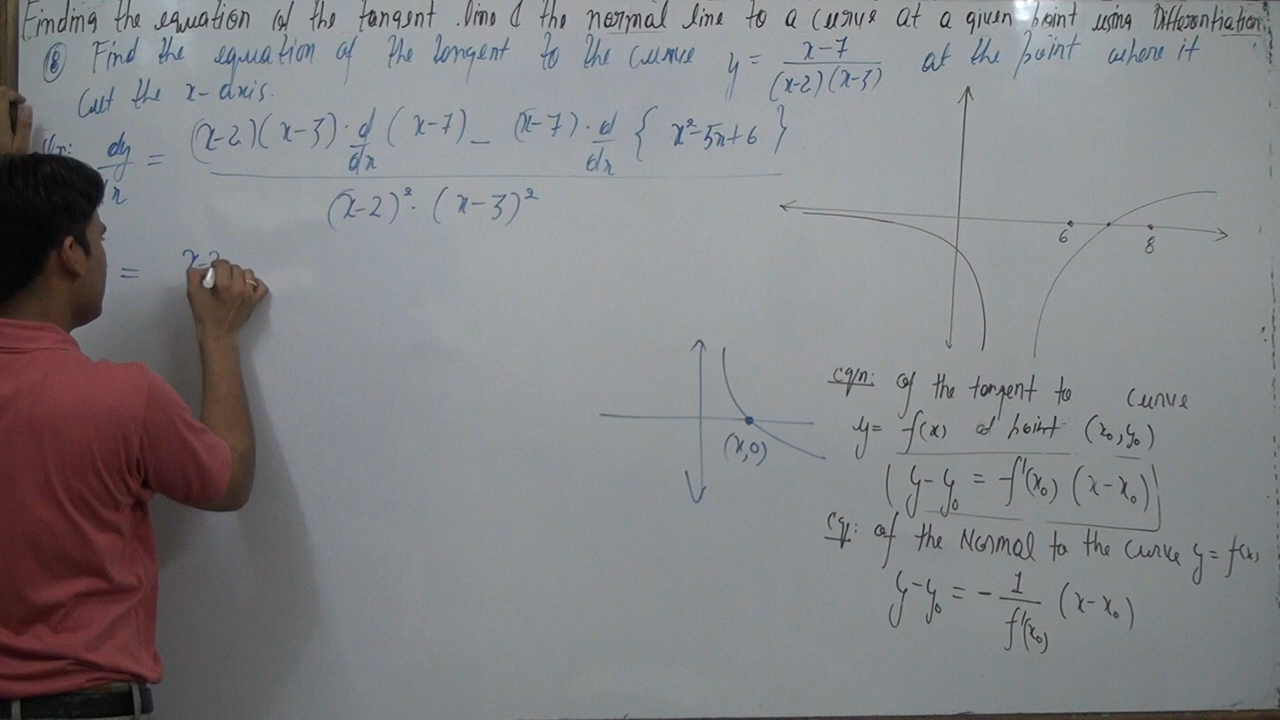 Finding the equation of the tangent line & the normal line to a curve at a given point using Differentiation.
⑧ Find the equation of the tangent to the curve y = (x-7)/((x-2)(x-3)) at the point where it
cut the x-axis.
dy/dx = ((x-2)(x-3)·d/dx(x-7) - (x-7)·d/dx{x²-5x+6})/((x-2)²·(x-3)²)
=
6 8
(x,0)
eqn: of the tangent to curve
y= f(x) at point (x₀,y₀)
y-y₀ = f'(x₀) (x-x₀)
eq: of the Normal to the curve y = f(x)
y-y₀ = - 1/f'(x₀) (x-x₀)